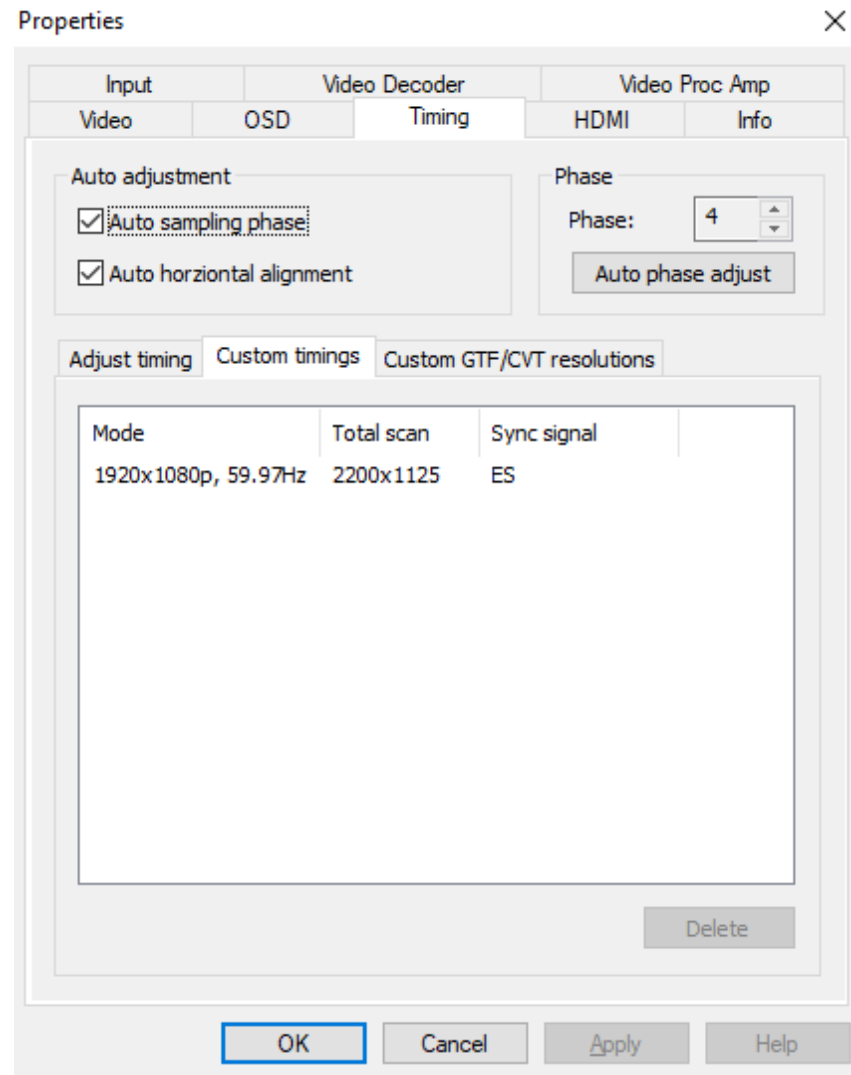 Properties
Input Video Decoder Video Proc Amp
Video OSD Timing HDMI Info
Auto adjustment
Auto sampling phase
Auto horziontal alignment
Phase
Phase: 4
Auto phase adjust
Adjust timing Custom timings Custom GTF/CVT resolutions
Mode Total scan Sync signal
1920x1080p, 59.97Hz 2200x1125 ES
Delete
OK Cancel Apply Help